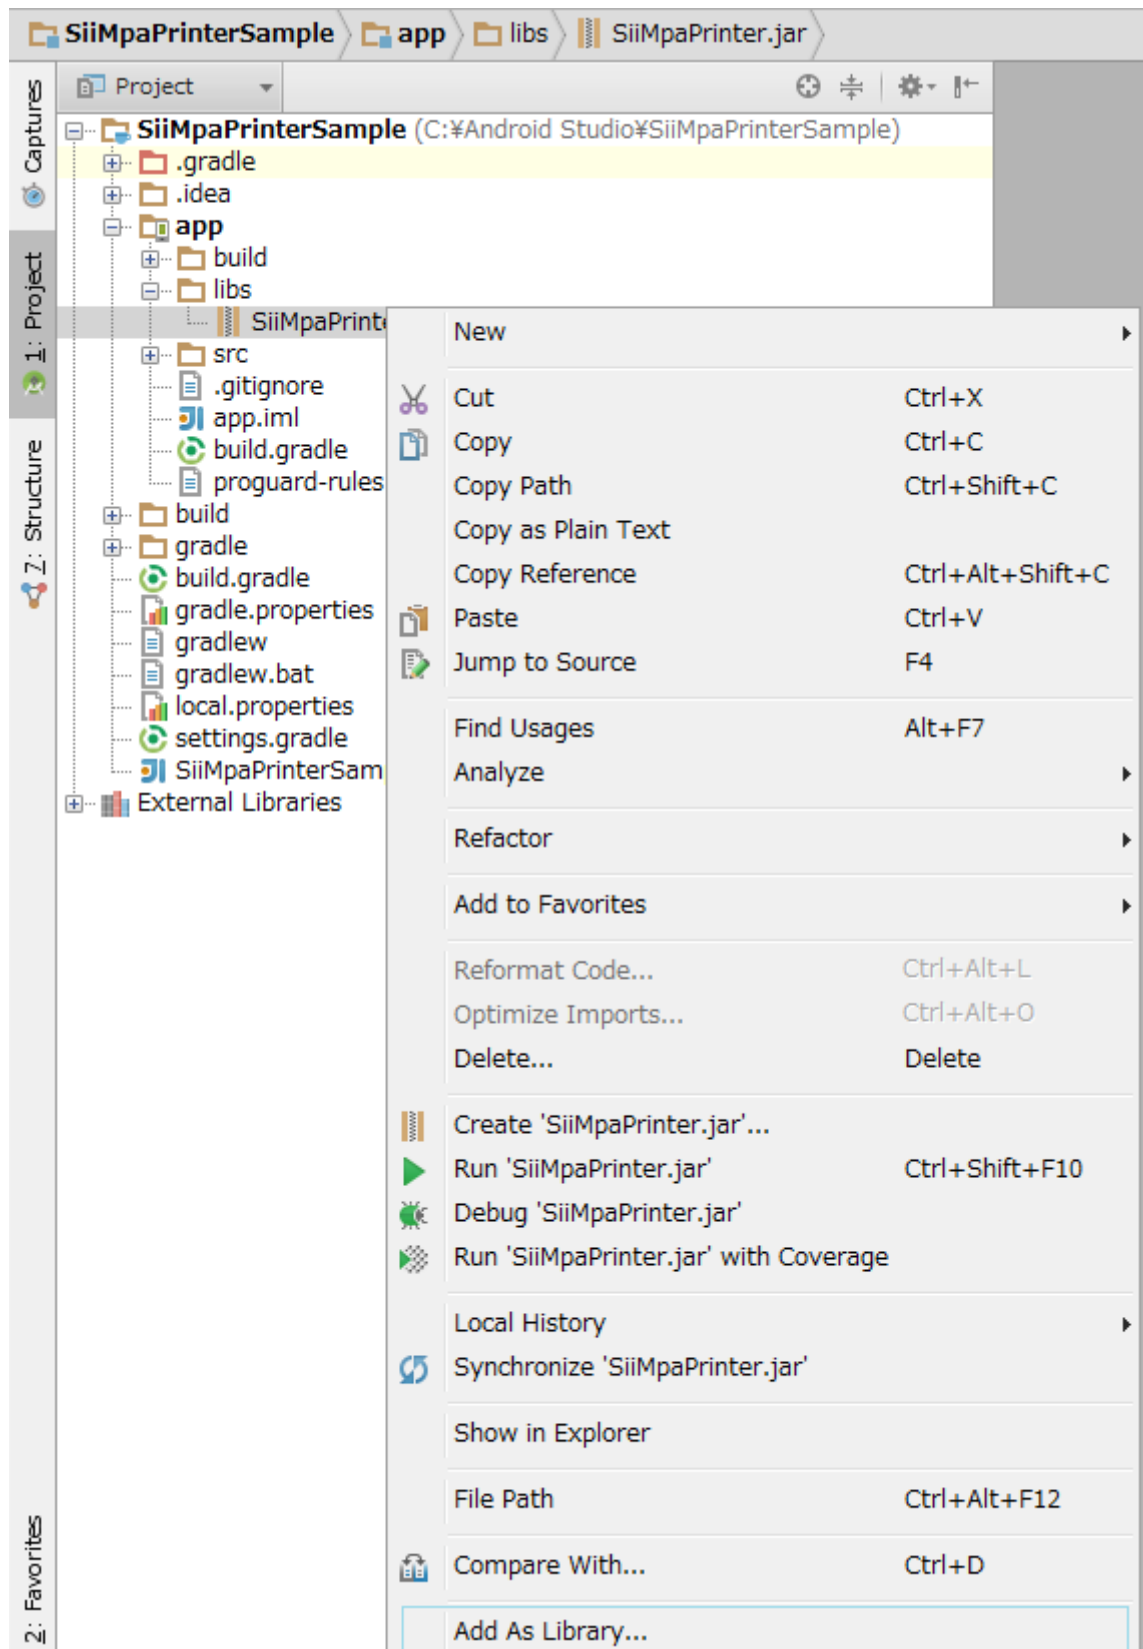 SiiMpaPrinterSample app libs SiiMpaPrinter.jar
Captures
1: Project
7: Structure
2: Favorites
Project
SiiMpaPrinterSample (C:¥Android Studio¥SiiMpaPrinterSample)
.gradle
.idea
app
build
libs
SiiMpaPrinte
src
.gitignore
app.iml
build.gradle
proguard-rules
build
gradle
build.gradle
gradle.properties
gradlew
gradlew.bat
local.properties
settings.gradle
SiiMpaPrinterSam
External Libraries
New
Cut Ctrl+X
Copy Ctrl+C
Copy Path Ctrl+Shift+C
Copy as Plain Text
Copy Reference Ctrl+Alt+Shift+C
Paste Ctrl+V
Jump to Source F4
Find Usages Alt+F7
Analyze
Refactor
Add to Favorites
Reformat Code... Ctrl+Alt+L
Optimize Imports... Ctrl+Alt+O
Delete... Delete
Create 'SiiMpaPrinter.jar'...
Run 'SiiMpaPrinter.jar' Ctrl+Shift+F10
Debug 'SiiMpaPrinter.jar'
Run 'SiiMpaPrinter.jar' with Coverage
Local History
Synchronize 'SiiMpaPrinter.jar'
Show in Explorer
File Path Ctrl+Alt+F12
Compare With... Ctrl+D
Add As Library...